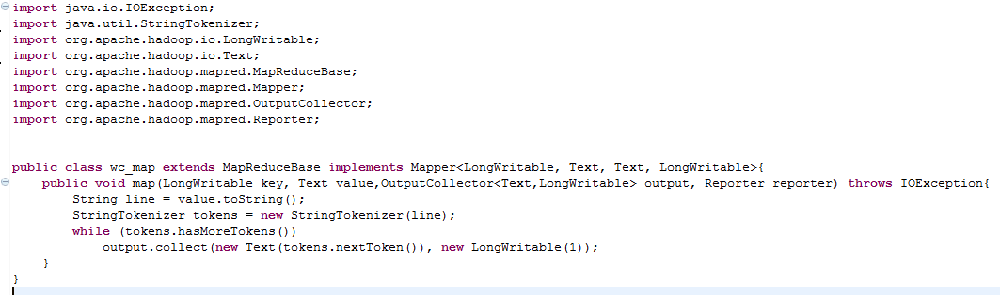 import java.io.IOException;
import java.util.StringTokenizer;
import org.apache.hadoop.io.LongWritable;
import org.apache.hadoop.io.Text;
import org.apache.hadoop.mapred.MapReduceBase;
import org.apache.hadoop.mapred.Mapper;
import org.apache.hadoop.mapred.OutputCollector;
import org.apache.hadoop.mapred.Reporter;
public class wc_map extends MapReduceBase implements Mapper<LongWritable, Text, Text, LongWritable>{
public void map(LongWritable key, Text value,OutputCollector<Text,LongWritable> output, Reporter reporter) throws IOException{
String line = value.toString();
StringTokenizer tokens = new StringTokenizer(line);
while (tokens.hasMoreTokens())
output.collect(new Text(tokens.nextToken()), new LongWritable(1));
}
}